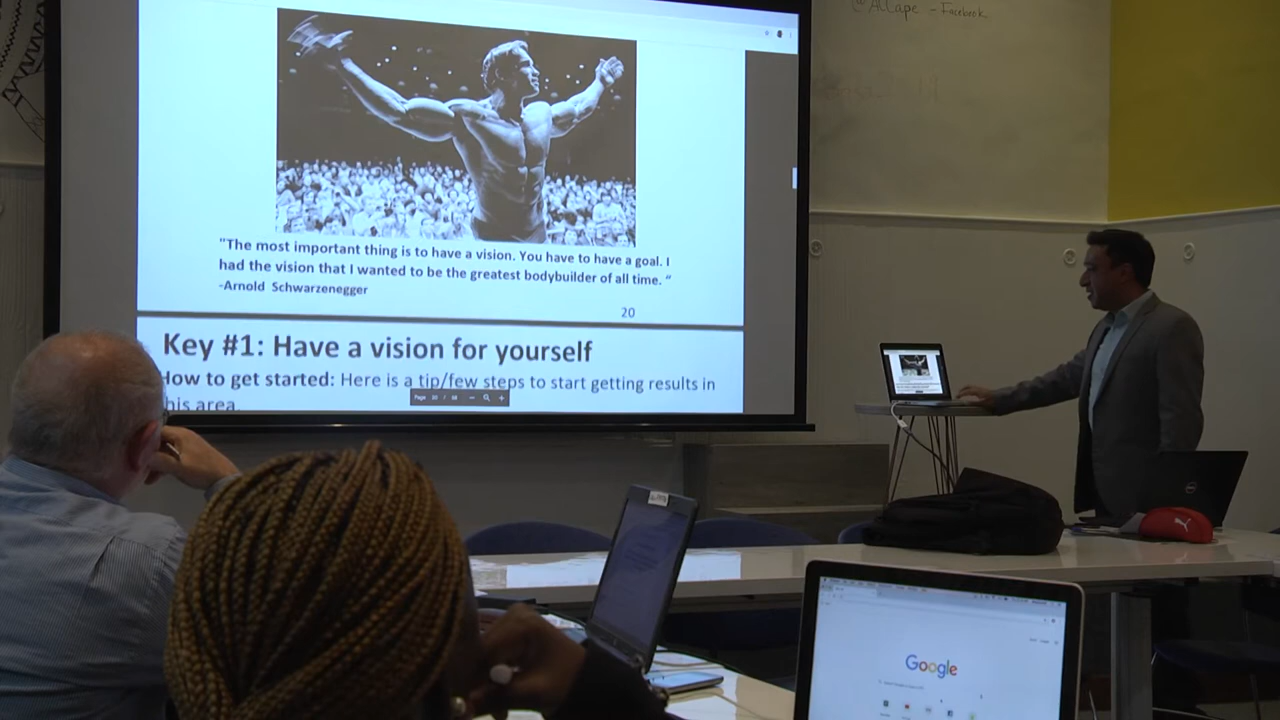 @ACCape - Facebook
"The most important thing is to have a vision. You have to have a goal. I
had the vision that I wanted to be the greatest bodybuilder of all time. "
-Arnold Schwarzenegger
20
Key #1: Have a vision for yourself
How to get started: Here is a tip/few steps to start getting results in
this area.
Page
Google